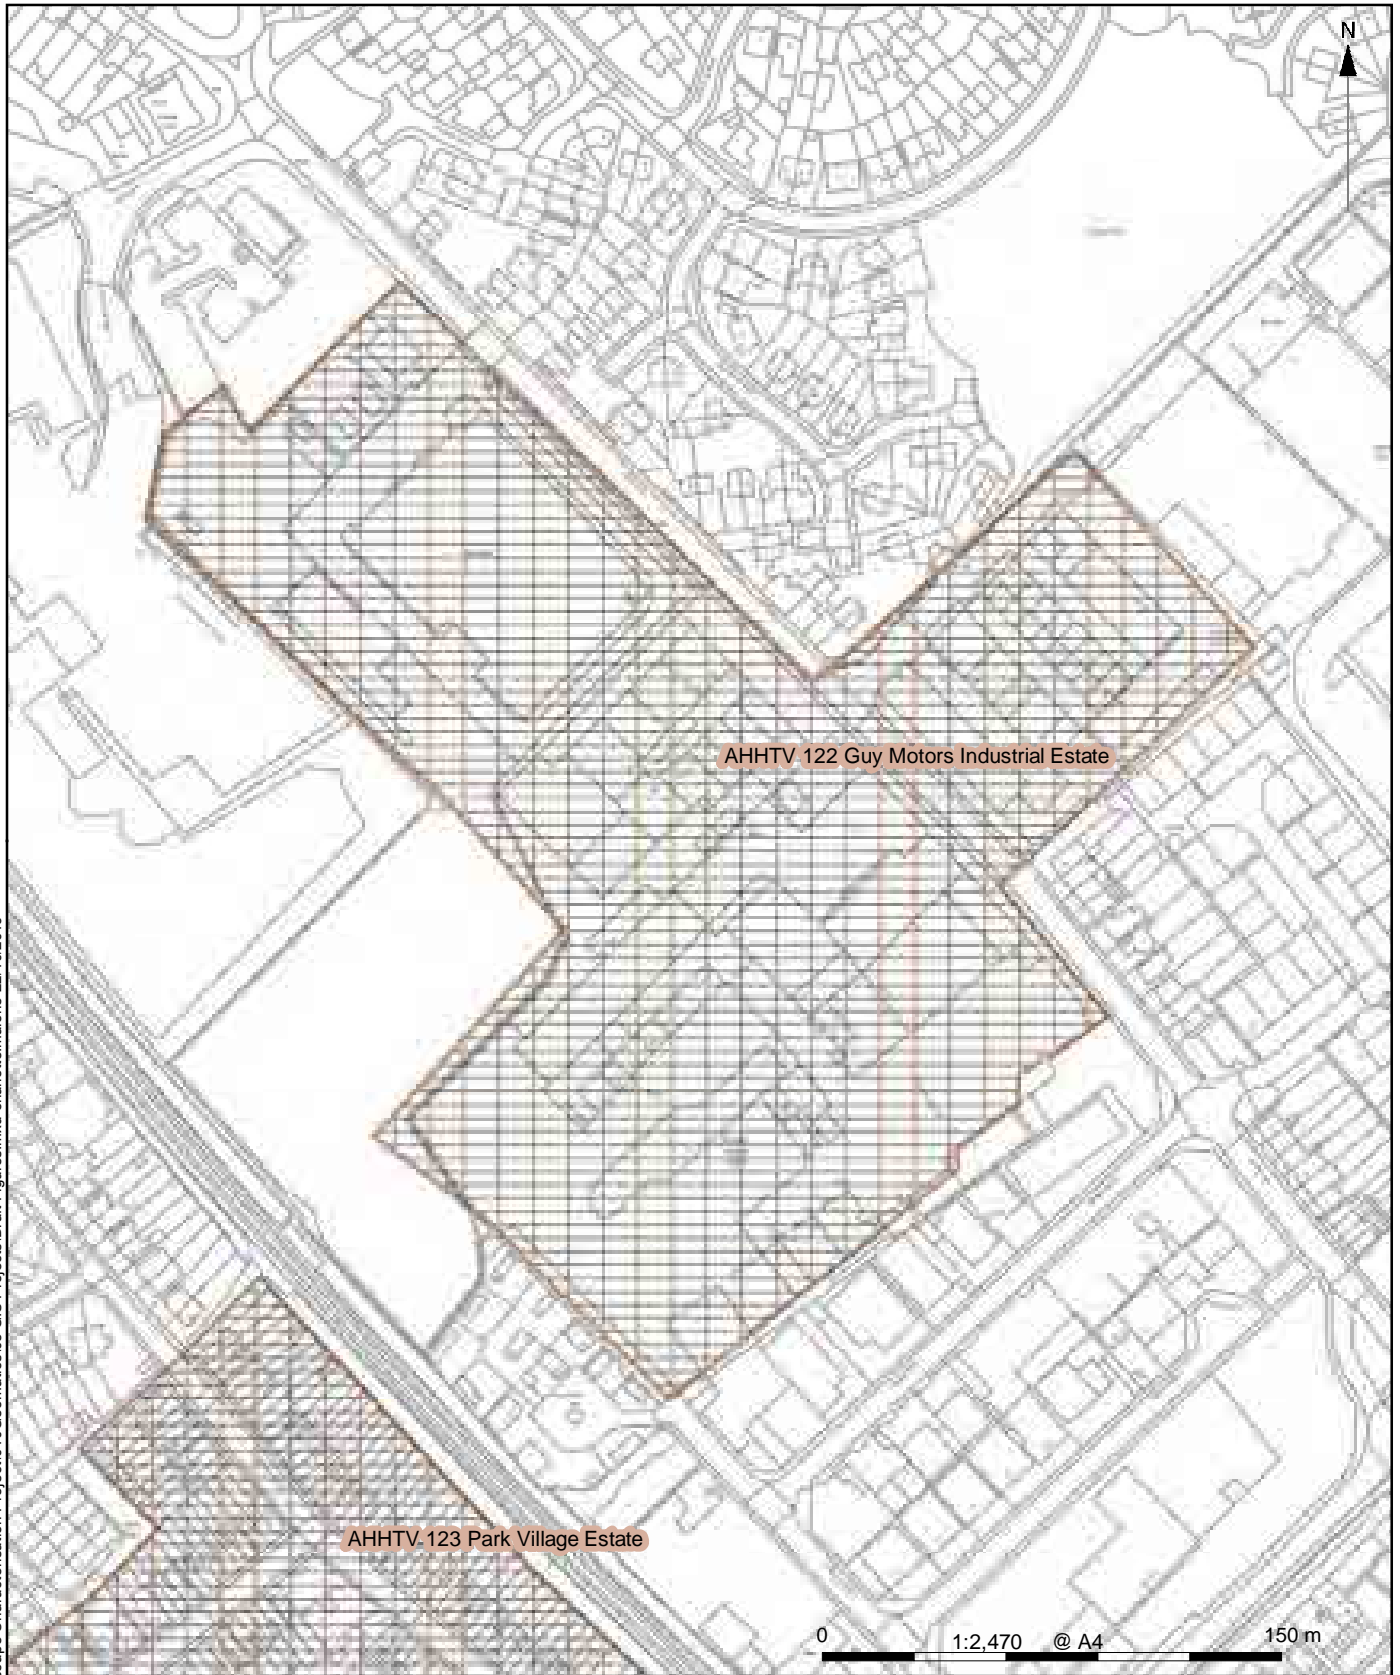 N
AHHTV 122 Guy Motors Industrial Estate
AHHTV 123 Park Village Estate
0 1:2,470 @ A4 150 m